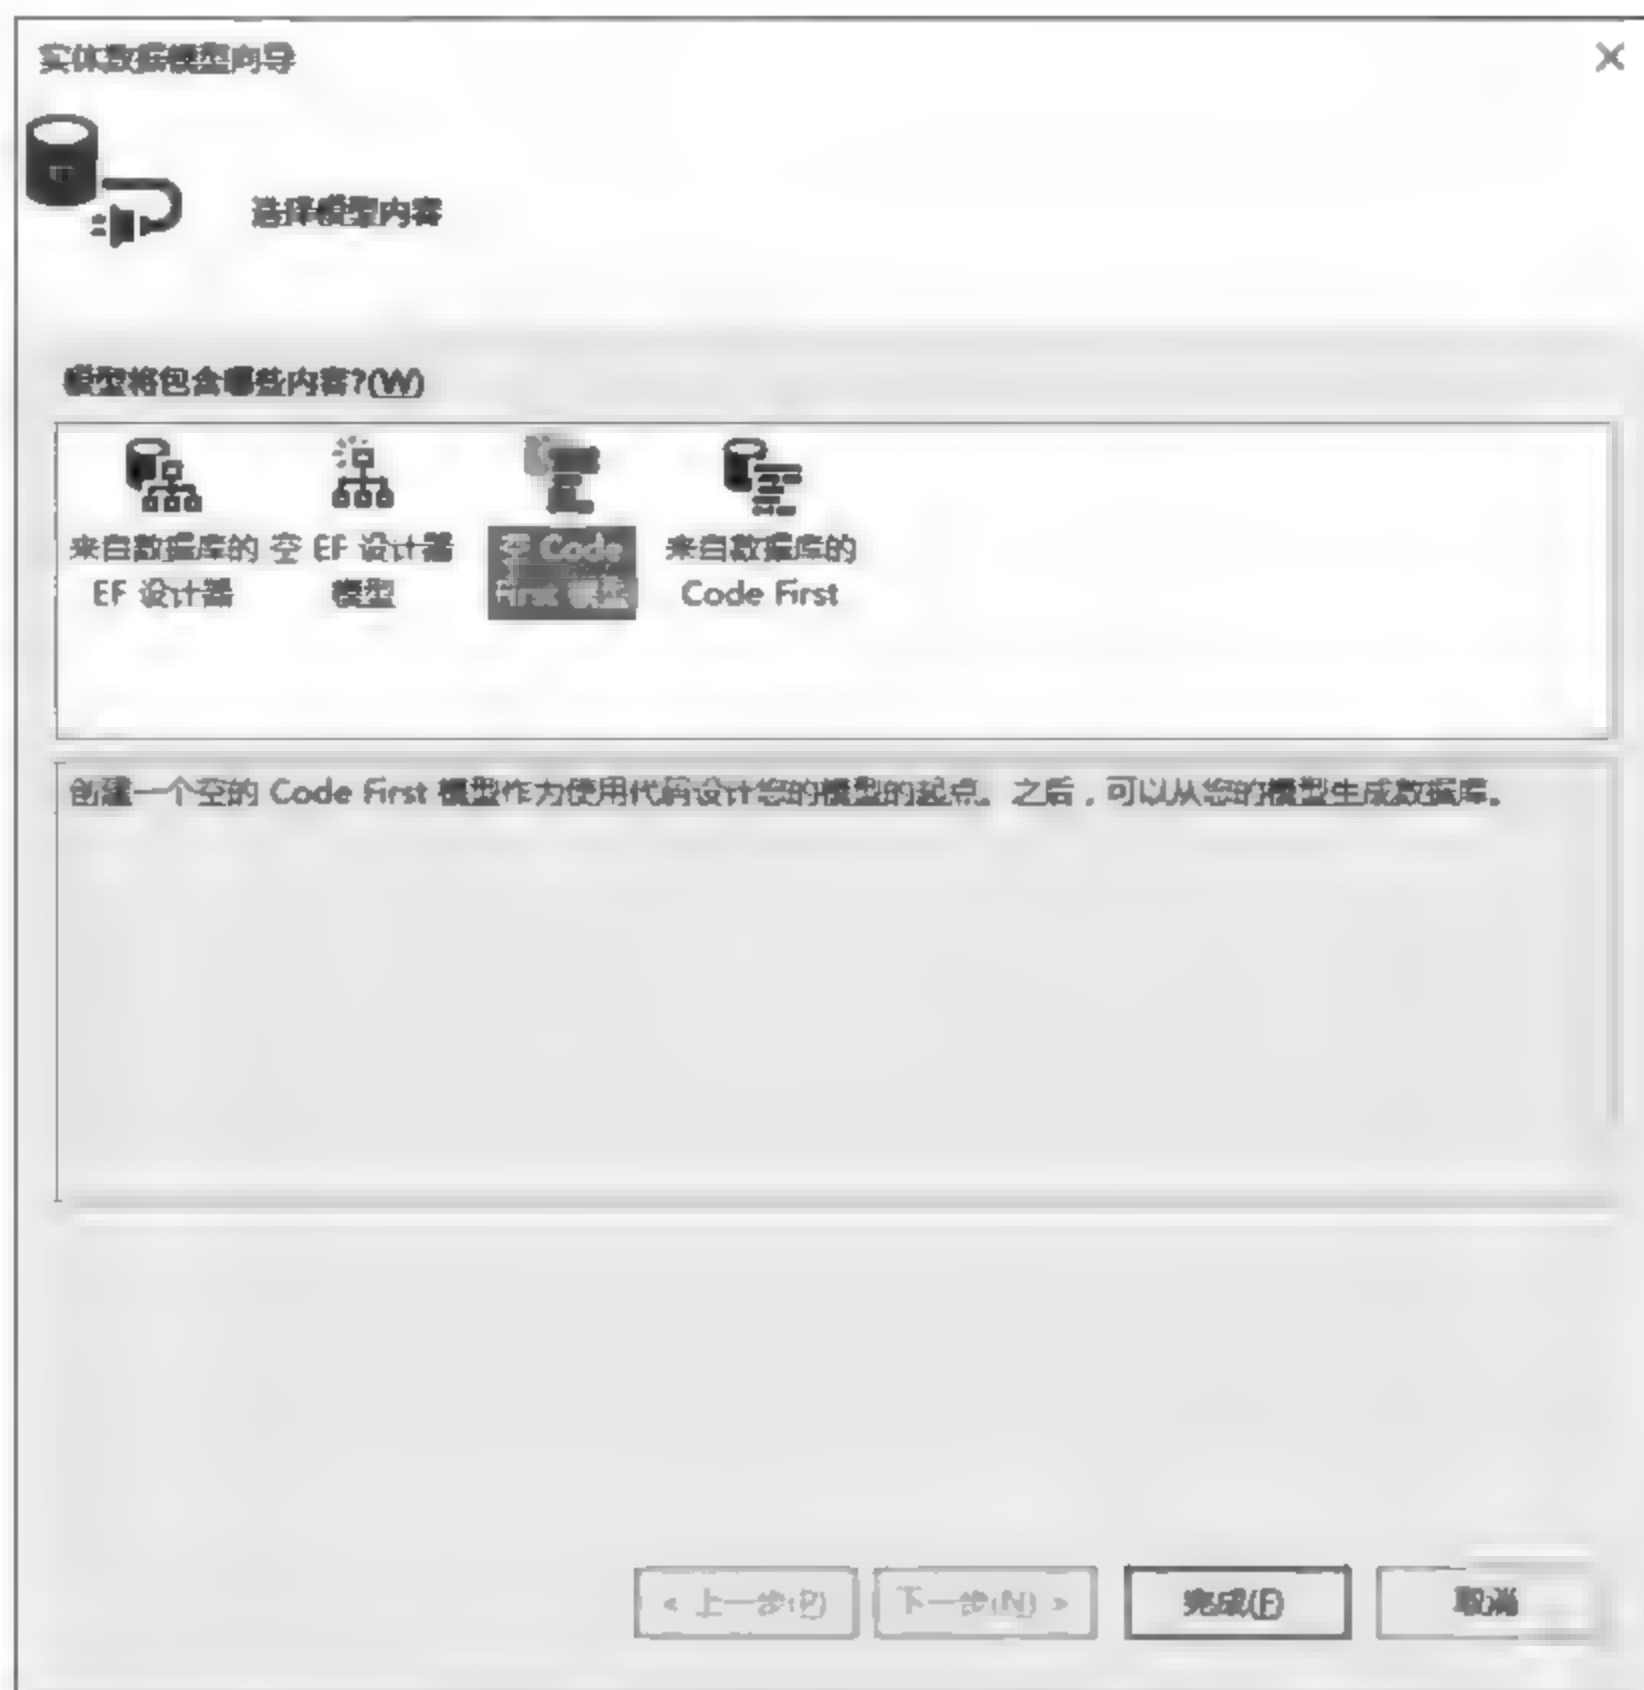 实体数据模型向导
选择模型内容
模型将包含哪些内容?(W)
来自数据库的 EF 设计器
空 EF 设计器模型
空 Code First 模型
来自数据库的 Code First
创建一个空的 Code First 模型作为使用代码设计您的模型的起点。之后，可以从您的模型生成数据库。
< 上一步(P)
下一步(N) >
完成(F)
取消